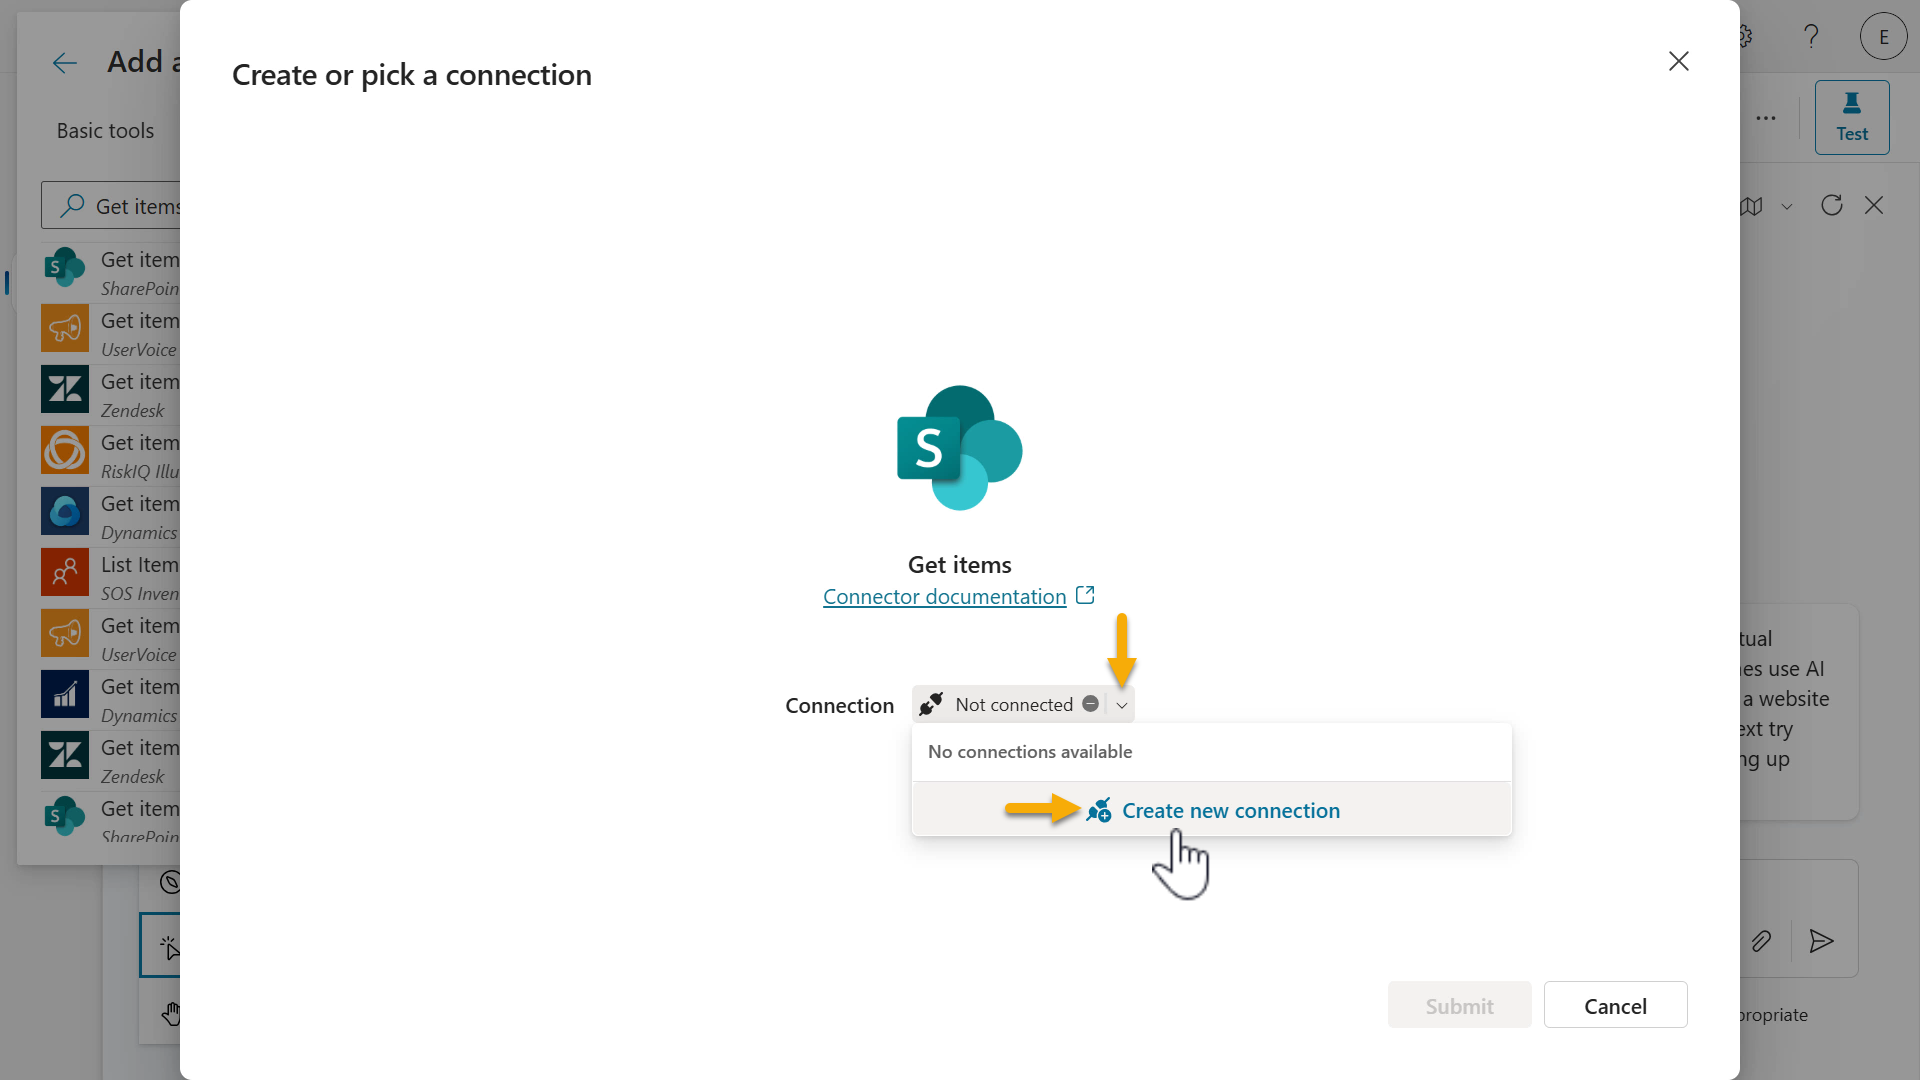 Add a
Basic tools
Get items
Get item
SharePoin
Get item
UserVoice
Get item
Zendesk
Get item
RiskIQ Illu
Get item
Dynamics
List Item
SOS Inven
Get item
UserVoice
Get item
Dynamics
Get item
Zendesk
Get item
SharePoin
Create or pick a connection
S
Get items
Connector documentation
Connection
Not connected
No connections available
Create new connection
Submit
Cancel
?
E
...
Test
tual
nes use AI
a website
ext try
ng up
propriate